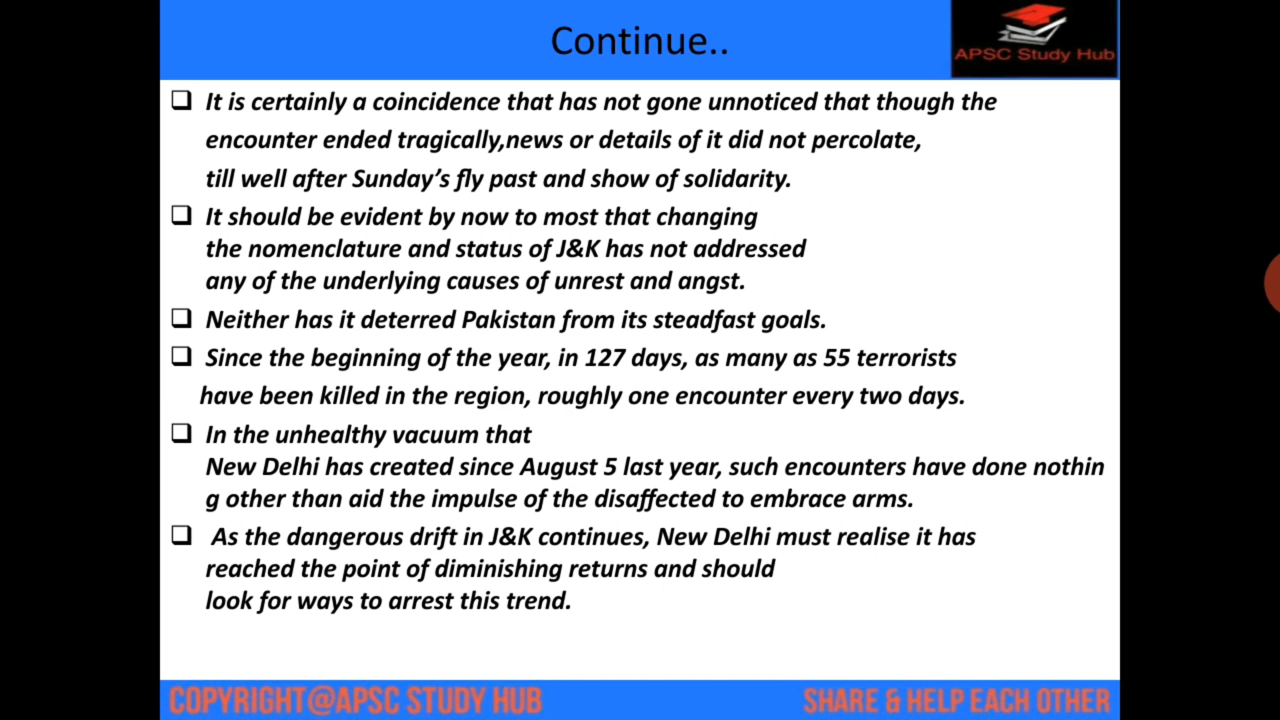 Continue..
APSC Study Hub
It is certainly a coincidence that has not gone unnoticed that though the
encounter ended tragically,news or details of it did not percolate,
till well after Sunday’s fly past and show of solidarity.
It should be evident by now to most that changing
the nomenclature and status of J&K has not addressed
any of the underlying causes of unrest and angst.
Neither has it deterred Pakistan from its steadfast goals.
Since the beginning of the year, in 127 days, as many as 55 terrorists
have been killed in the region, roughly one encounter every two days.
In the unhealthy vacuum that
New Delhi has created since August 5 last year, such encounters have done nothin
g other than aid the impulse of the disaffected to embrace arms.
As the dangerous drift in J&K continues, New Delhi must realise it has
reached the point of diminishing returns and should
look for ways to arrest this trend.
COPYRIGHT@APSC STUDY HUB
SHARE & HELP EACH OTHER